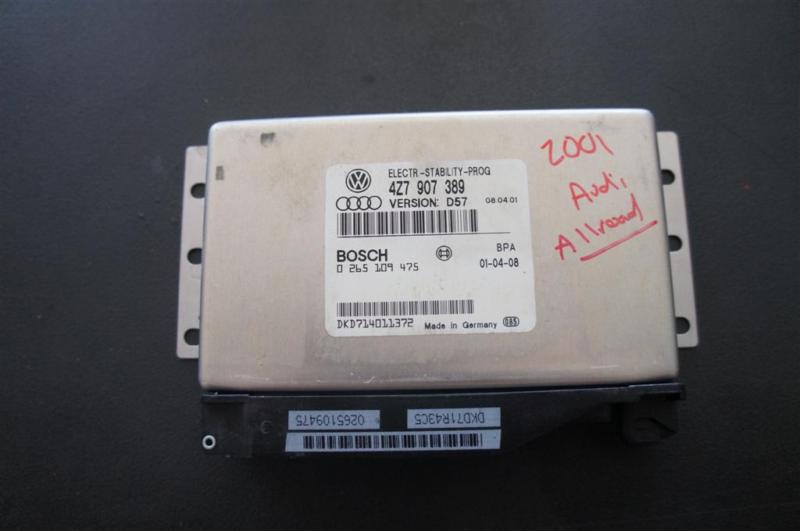 ELECTR-STABILITY-PROG
4Z7 907 389
VERSION: D57 08.04.01
BOSCH BPA
0 265 109 475 01-04-08
DKD714011372 Made in Germany 065
2001
Audi
Allroad
0265109475 DKD71R43C5